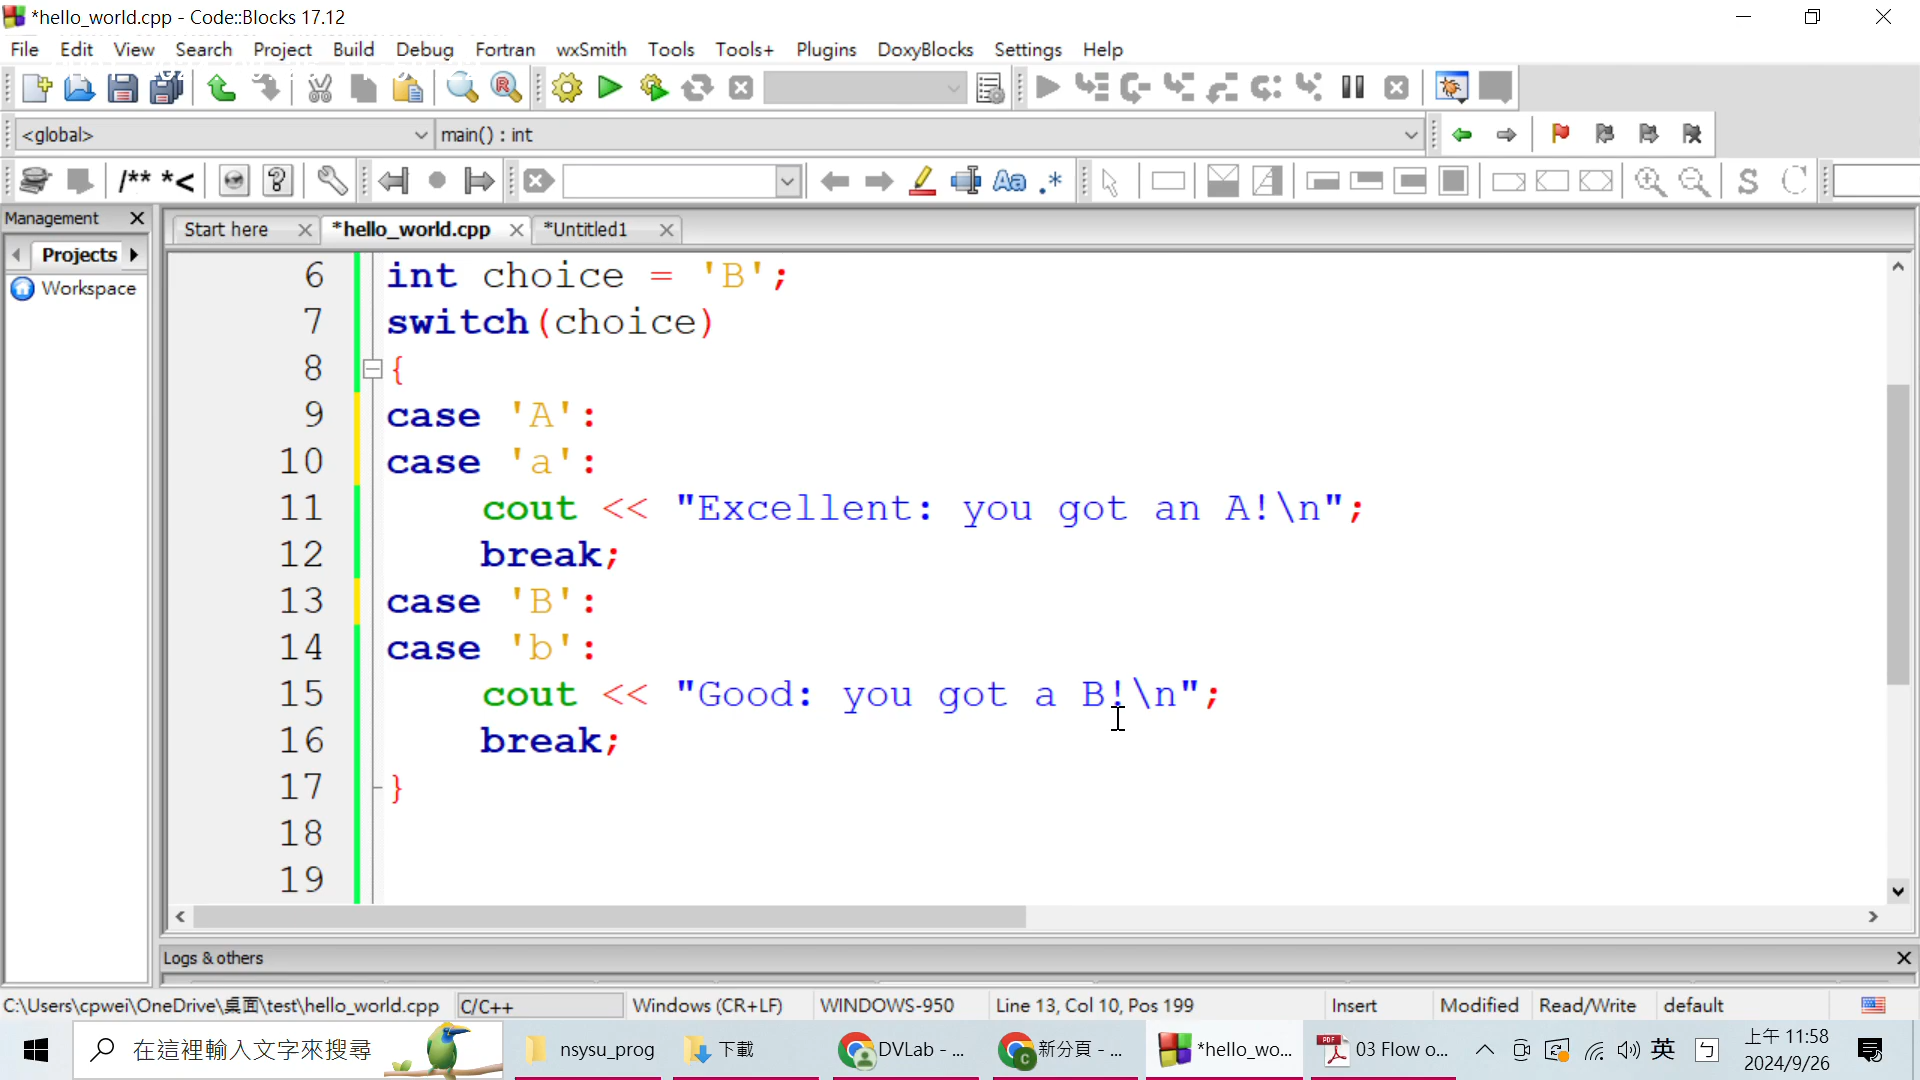 *hello_world.cpp - Code::Blocks 17.12
File Edit View Search Project Build Debug Fortran wxSmith Tools Tools+ Plugins DoxyBlocks Settings Help
<global> main() : int
/** *<
Aa .* S C
Management
Start here *hello_world.cpp *Untitled1
Projects
Workspace
6 int choice = 'B';
7 switch(choice)
8 {
9 case 'A':
10 case 'a':
11 cout << "Excellent: you got an A!\n";
12 break;
13 case 'B':
14 case 'b':
15 cout << "Good: you got a B!\n";
16 break;
17 }
18
19
Logs & others
C:\Users\cpwei\OneDrive\桌面\test\hello_world.cpp C/C++ Windows (CR+LF) WINDOWS-950 Line 13, Col 10, Pos 199 Insert Modified Read/Write default
在這裡輸入文字來搜尋 nsysu_prog 下載 DVLab - ... 新分頁 - ... *hello_wo... 03 Flow o... 英 上午 11:58
2024/9/26